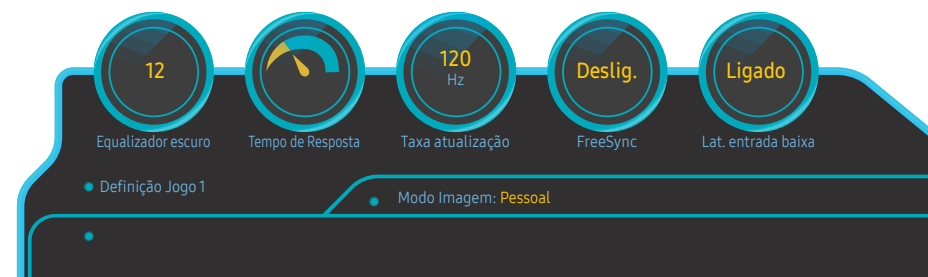 12
120
Hz
Deslig.
Ligado
Equalizador escuro
Tempo de Resposta
Taxa atualização
FreeSync
Lat. entrada baixa
Definição Jogo 1
Modo Imagem: Pessoal